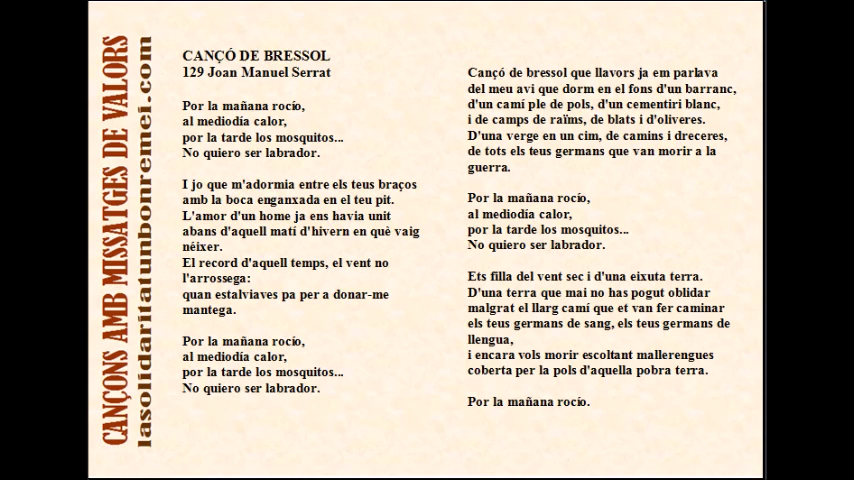 CANÇONS AMB MISSATGES DE VALORS
lasolidaritatunbonremei.com
CANÇÓ DE BRESSOL
129 Joan Manuel Serrat
Por la mañana rocío,
al mediodía calor,
por la tarde los mosquitos...
No quiero ser labrador.
I jo que m'adormia entre els teus braços
amb la boca enganxada en el teu pit.
L'amor d'un home ja ens havia unit
abans d'aquell matí d'hivern en què vaig
néixer.
El record d'aquell temps, el vent no
l'arrossega:
quan estalviaves pa per a donar-me
mantega.
Por la mañana rocío,
al mediodía calor,
por la tarde los mosquitos...
No quiero ser labrador.
Cançó de bressol que llavors ja em parlava
del meu avi que dorm en el fons d'un barranc,
d'un camí ple de pols, d'un cementiri blanc,
i de camps de raïms, de blats i d'oliveres.
D'una verge en un cim, de camins i dreceres,
de tots els teus germans que van morir a la
guerra.
Por la mañana rocío,
al mediodía calor,
por la tarde los mosquitos...
No quiero ser labrador.
Ets filla del vent sec i d'una eixuta terra.
D'una terra que mai no has pogut oblidar
malgrat el llarg camí que et van fer caminar
els teus germans de sang, els teus germans de
llengua,
i encara vols morir escoltant mallerengues
coberta per la pols d'aquella pobra terra.
Por la mañana rocío.